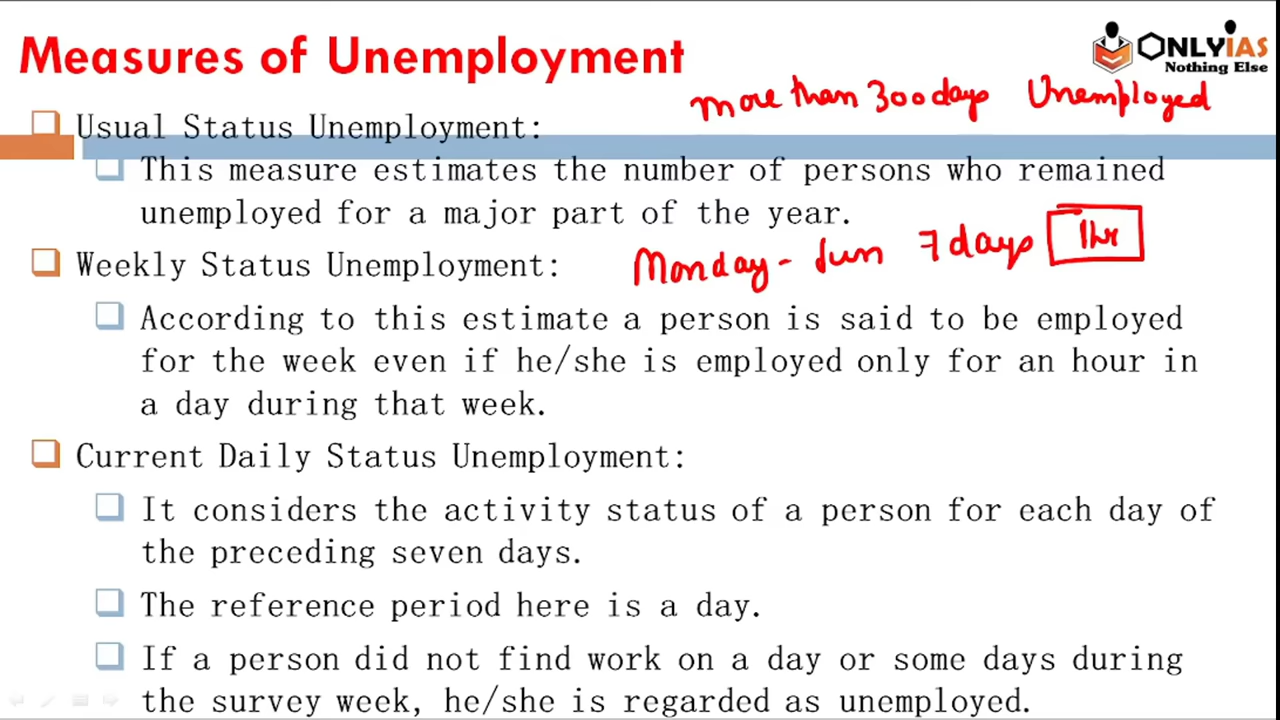 Measures of Unemployment
ONLYIAS
Nothing Else
More than 300 days Unemployed
Usual Status Unemployment:
This measure estimates the number of persons who remained
unemployed for a major part of the year.
Weekly Status Unemployment:
Monday - Sun 7 days 1hr
According to this estimate a person is said to be employed
for the week even if he/she is employed only for an hour in
a day during that week.
Current Daily Status Unemployment:
It considers the activity status of a person for each day of
the preceding seven days.
The reference period here is a day.
If a person did not find work on a day or some days during
the survey week, he/she is regarded as unemployed.